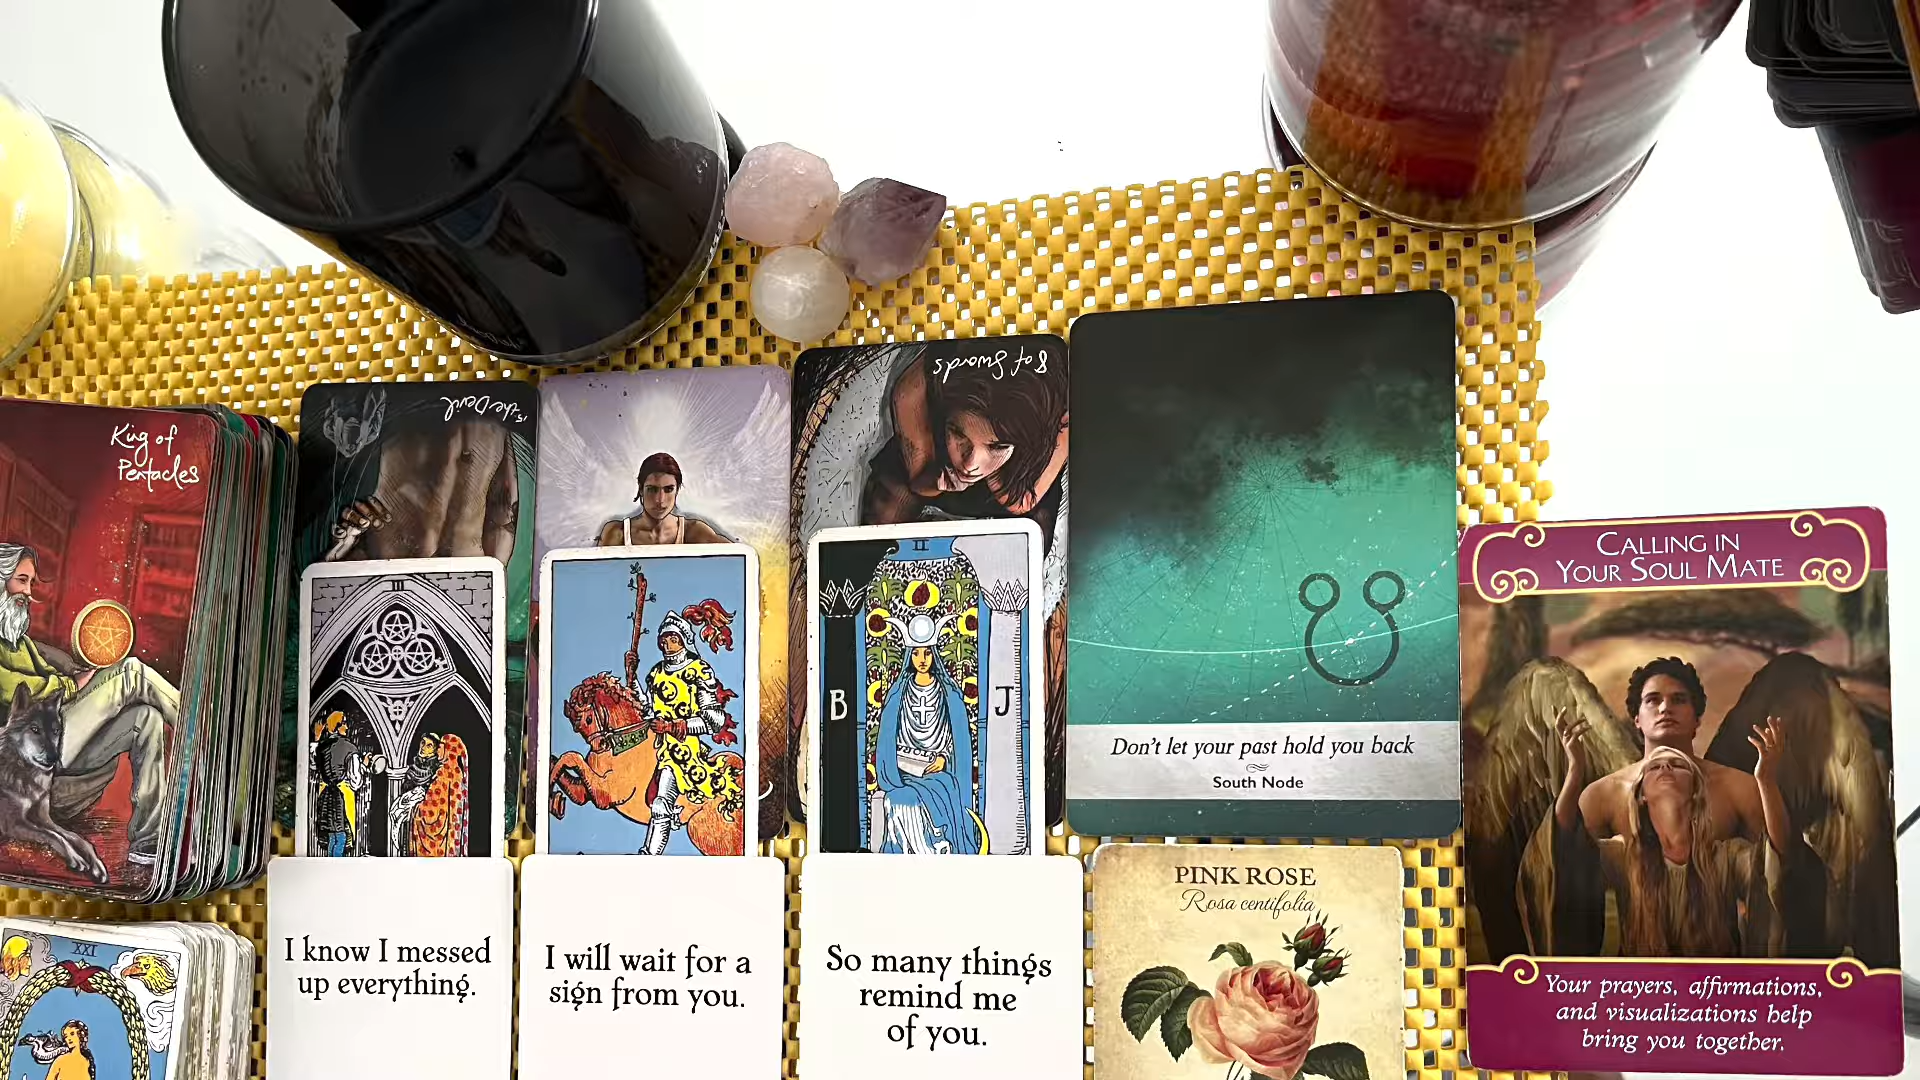 King of
Pentacles
15 the Devil
8 of Swords
III
II
B
J
Don't let your past hold you back
South Node
CALLING IN
YOUR SOUL MATE
Your prayers, affirmations,
and visualizations help
bring you together.
XXI
I know I messed
up everything.
I will wait for a
sign from you.
So many things
remind me
of you.
PINK ROSE
Rosa centifolia